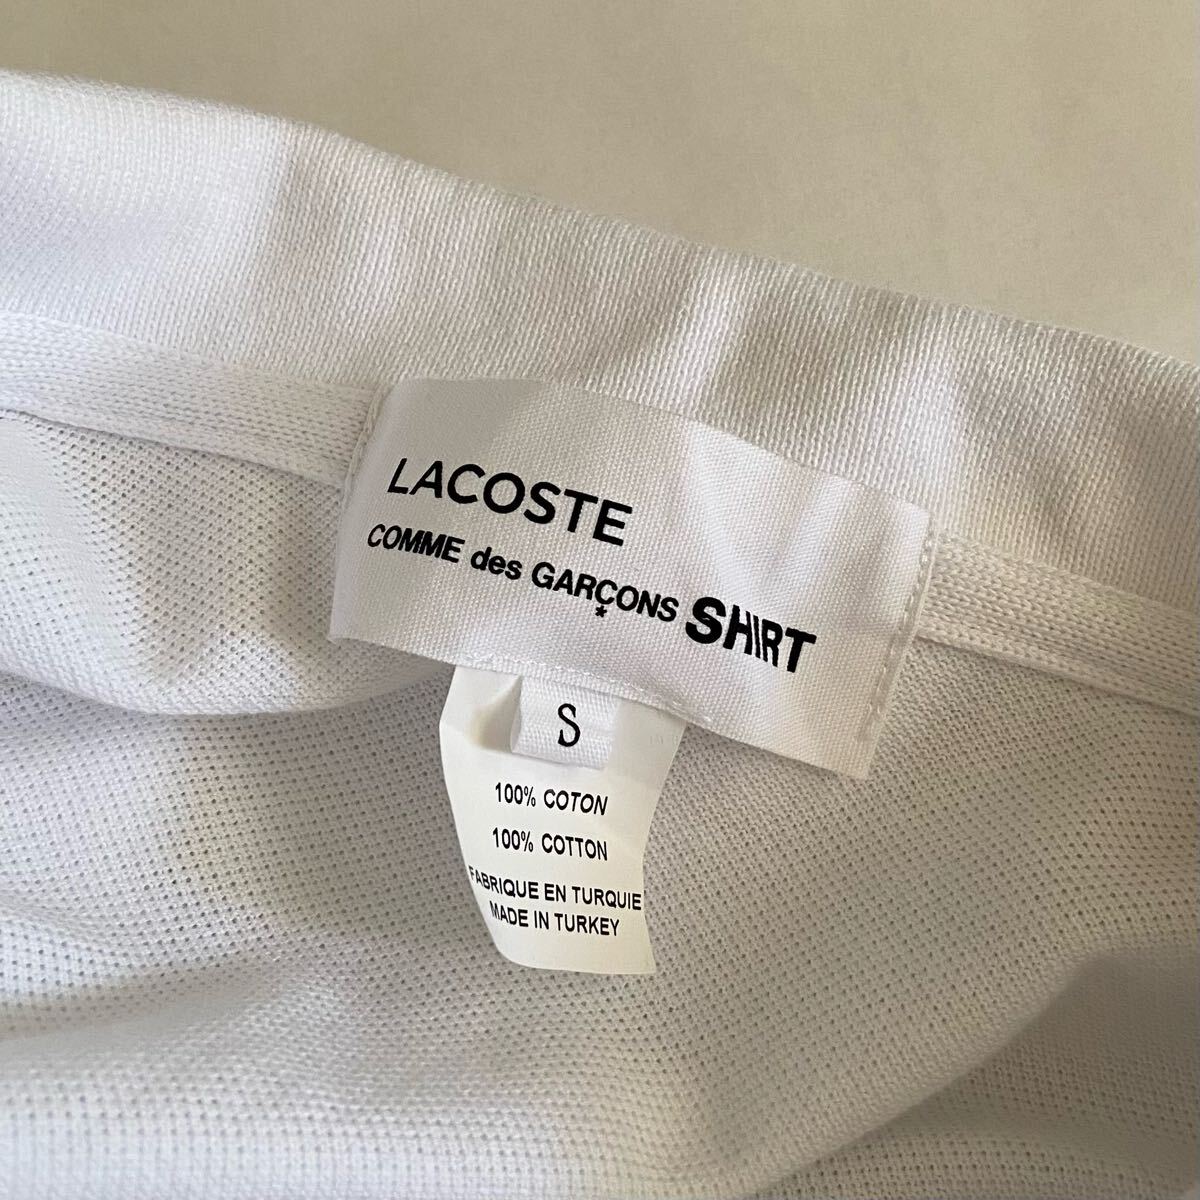 LACOSTE
COMME des GARÇONS SHIRT
*
S
100% COTON
100% COTTON
FABRIQUE EN TURQUIE
MADE IN TURKEY